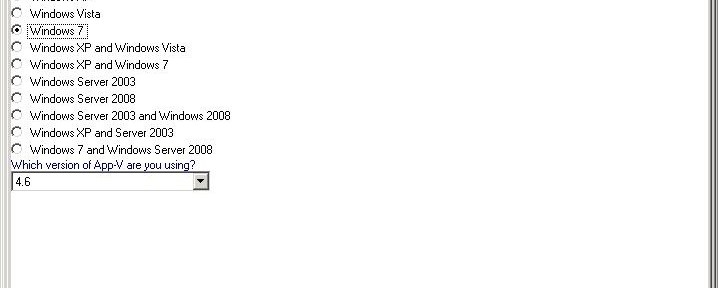 Windows Vista
Windows 7
Windows XP and Windows Vista
Windows XP and Windows 7
Windows Server 2003
Windows Server 2008
Windows Server 2003 and Windows 2008
Windows XP and Server 2003
Windows 7 and Windows Server 2008
Which version of App-V are you using?
4.6